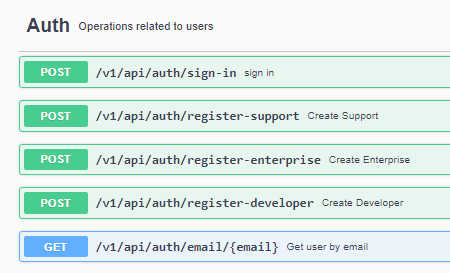 Auth Operations related to users
POST /v1/api/auth/sign-in sign in
POST /v1/api/auth/register-support Create Support
POST /v1/api/auth/register-enterprise Create Enterprise
POST /v1/api/auth/register-developer Create Developer
GET /v1/api/auth/email/{email} Get user by email